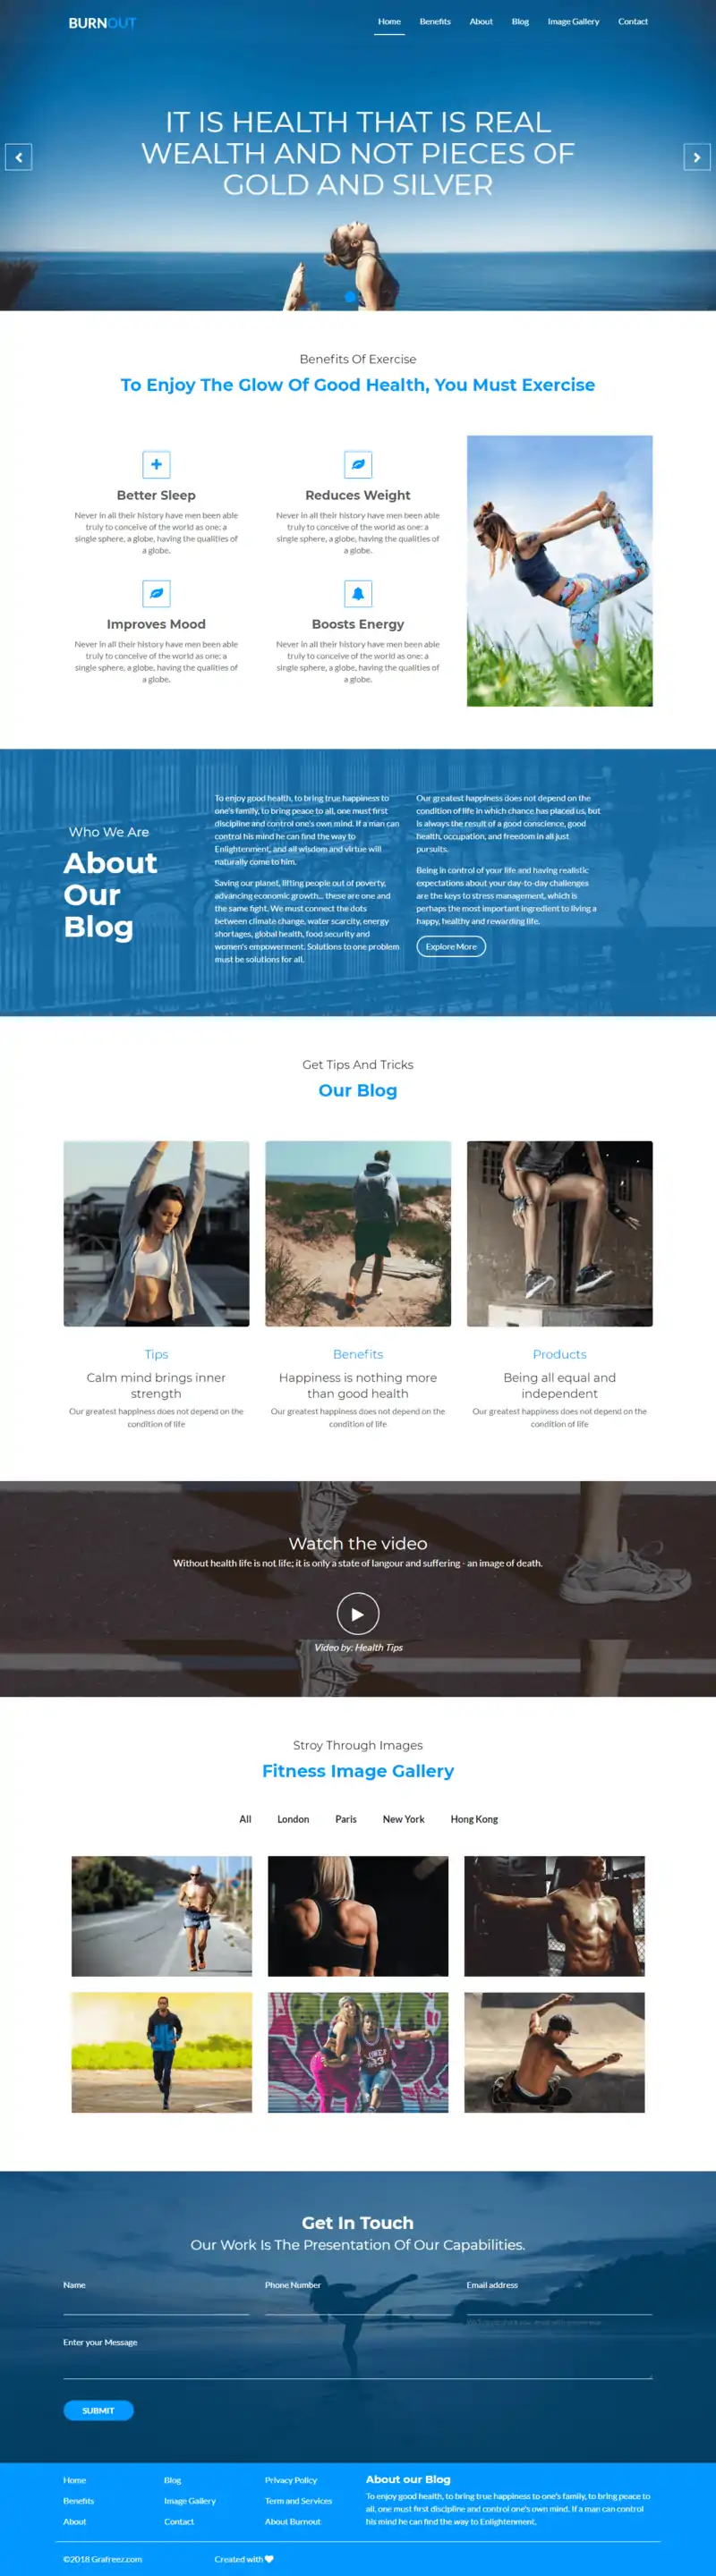 BURNOUT
Home Benefits About Blog Image Gallery Contact
IT IS HEALTH THAT IS REAL
WEALTH AND NOT PIECES OF
GOLD AND SILVER
Benefits Of Exercise
To Enjoy The Glow Of Good Health, You Must Exercise
Better Sleep
Never in all their history have men been able
truly to conceive of the world as one: a
single sphere, a globe, having the qualities of
a globe.
Reduces Weight
Never in all their history have men been able
truly to conceive of the world as one: a
single sphere, a globe, having the qualities of
a globe.
Improves Mood
Never in all their history have men been able
truly to conceive of the world as one: a
single sphere, a globe, having the qualities of
a globe.
Boosts Energy
Never in all their history have men been able
truly to conceive of the world as one: a
single sphere, a globe, having the qualities of
a globe.
Who We Are
About
Our
Blog
To enjoy good health, to bring true happiness to
one's family, to bring peace to all, one must first
discipline and control one's own mind. If a man can
control his mind he can find the way to
Enlightenment, and all wisdom and virtue will
naturally come to him.
Saving our planet, lifting people out of poverty,
advancing economic growth... these are one and
the same fight. We must connect the dots
between climate change, water scarcity, energy
shortages, global health, food security and
women's empowerment. Solutions to one problem
must be solutions for all.
Our greatest happiness does not depend on the
condition of life in which chance has placed us, but
is always the result of a good conscience, good
health, occupation, and freedom in all just
pursuits.
Being in control of your life and having realistic
expectations about your day-to-day challenges
are the keys to stress management, which is
perhaps the most important ingredient to living a
happy, healthy and rewarding life.
Explore More
Get Tips And Tricks
Our Blog
Tips
Calm mind brings inner
strength
Our greatest happiness does not depend on the
condition of life
Benefits
Happiness is nothing more
than good health
Our greatest happiness does not depend on the
condition of life
Products
Being all equal and
independent
Our greatest happiness does not depend on the
condition of life
Watch the video
Without health life is not life; it is only a state of langour and suffering - an image of death.
Video by: Health Tips
Stroy Through Images
Fitness Image Gallery
All London Paris New York Hong Kong
33
Get In Touch
Our Work Is The Presentation Of Our Capabilities.
Name
Phone Number
Email address
We'll never share your email with anyone else.
Enter your Message
SUBMIT
Home Blog Privacy Policy
Benefits Image Gallery Term and Services
About Contact About Burnout
About our Blog
To enjoy good health, to bring true happiness to one's family, to bring peace to
all, one must first discipline and control one's own mind. If a man can control
his mind he can find the way to Enlightenment.
©2018 Grafreez.com Created with